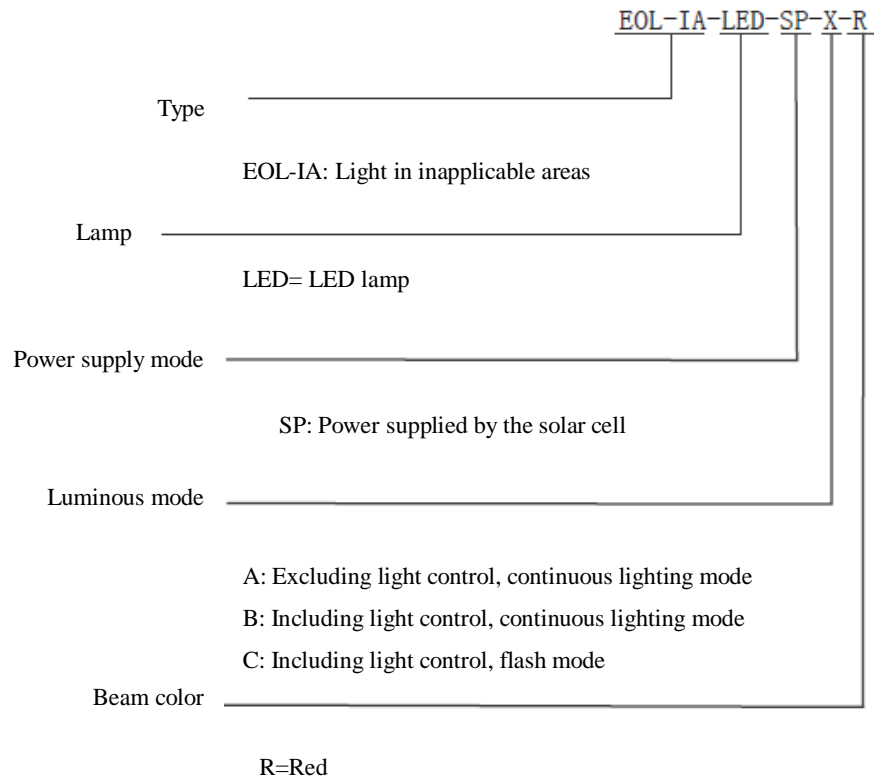 EOL-IA-LED-SP-X-R
Type
EOL-IA: Light in inapplicable areas
Lamp
LED= LED lamp
Power supply mode
SP: Power supplied by the solar cell
Luminous mode
A: Excluding light control, continuous lighting mode
B: Including light control, continuous lighting mode
C: Including light control, flash mode
Beam color
R=Red